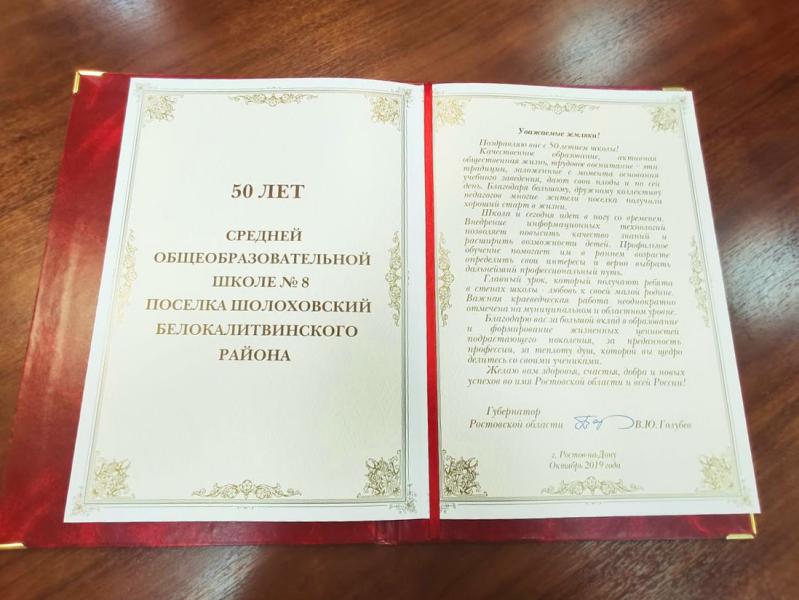 50 ЛЕТ
СРЕДНЕЙ
ОБЩЕОБРАЗОВАТЕЛЬНОЙ
ШКОЛЕ № 8
ПОСЕЛКА ШОЛОХОВСКИЙ
БЕЛОКАЛИТВИНСКОГО
РАЙОНА
Уважаемые земляки!
Поздравляю вас с 50-летием школы!
Качественное образование, активная
общественная жизнь, трудовое воспитание - эти
традиции, заложенные с момента основания
учебного заведения, дают свои плоды и по сей
день. Благодаря большому, дружному коллективу
педагогов многие жители поселка получили
хороший старт в жизни.
Школа и сегодня идет в ногу со временем.
Внедрение информационных технологий
позволяет повысить качество знаний и
расширить возможности детей. Профильное
обучение помогает им в раннем возрасте
определить свои интересы и верно выбрать
дальнейший профессиональный путь.
Главный урок, который получают ребята
в стенах школы - любовь к своей малой родине.
Важная краеведческая работа неоднократно
отмечена на муниципальном и областном уровне.
Благодарю вас за большой вклад в образование
и формирование жизненных ценностей
подрастающего поколения, за преданность
профессии, за теплоту душ, которой вы щедро
делитесь со своими учениками.
Желаю вам здоровья, счастья, добра и новых
успехов во имя Ростовской области и всей России!
Губернатор
Ростовской области В.Ю. Голубев
г. Ростов-на-Дону
Октябрь 2019 года